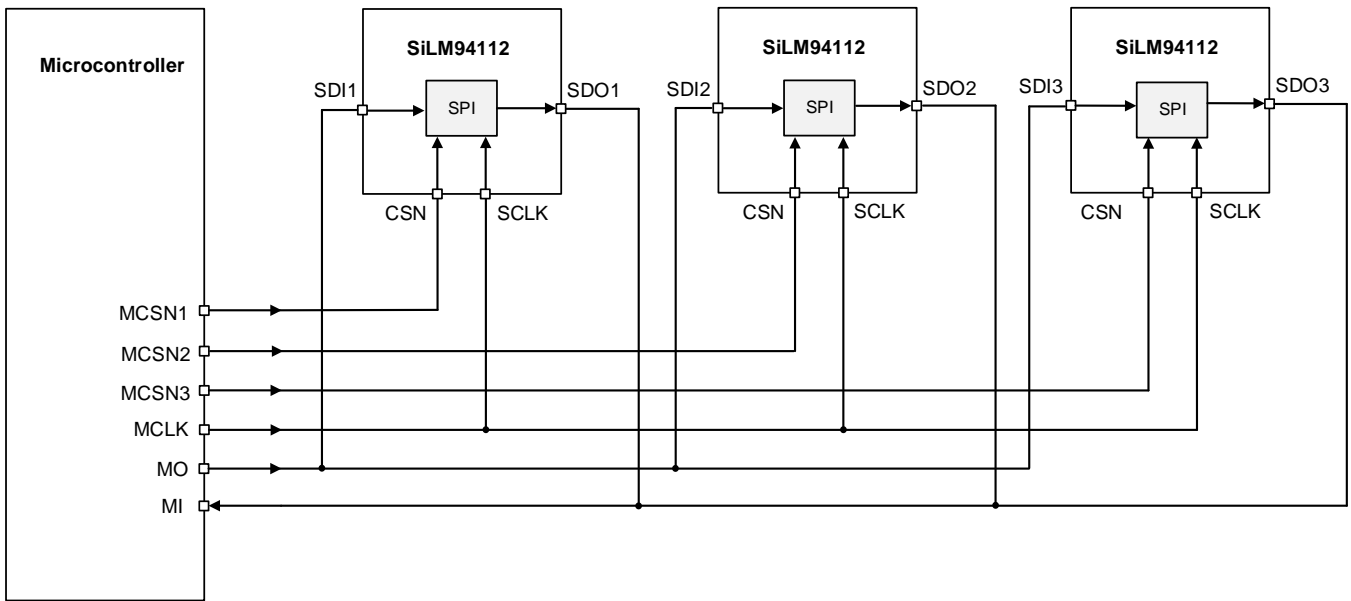 Microcontroller
SiLM94112
SiLM94112
SiLM94112
SDI1
SPI
SDO1
SDI2
SPI
SDO2
SDI3
SPI
SDO3
CSN
SCLK
CSN
SCLK
CSN
SCLK
MCSN1
MCSN2
MCSN3
MCLK
MO
MI